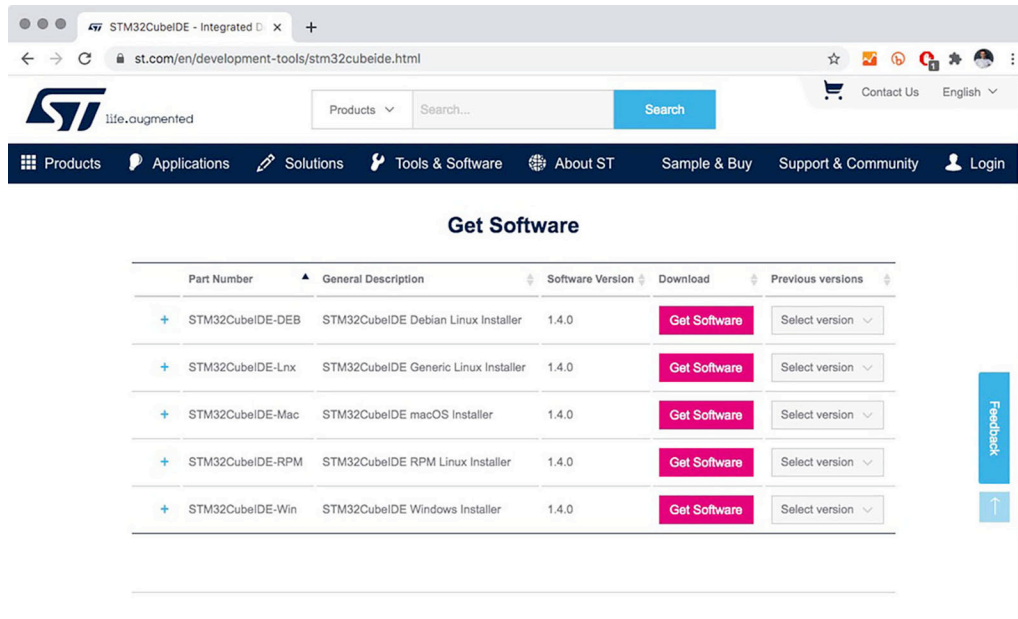 STM32CubeIDE - Integrated D
st.com/en/development-tools/stm32cubeide.html
1
ST life.augmented
Products Search... Search
Contact Us English
Products Applications Solutions Tools & Software About ST Sample & Buy Support & Community Login
Get Software
Part Number General Description Software Version Download Previous versions
+ STM32CubeIDE-DEB STM32CubeIDE Debian Linux Installer 1.4.0 Get Software Select version
+ STM32CubeIDE-Lnx STM32CubeIDE Generic Linux Installer 1.4.0 Get Software Select version
+ STM32CubeIDE-Mac STM32CubeIDE macOS Installer 1.4.0 Get Software Select version
+ STM32CubeIDE-RPM STM32CubeIDE RPM Linux Installer 1.4.0 Get Software Select version
+ STM32CubeIDE-Win STM32CubeIDE Windows Installer 1.4.0 Get Software Select version
Feedback